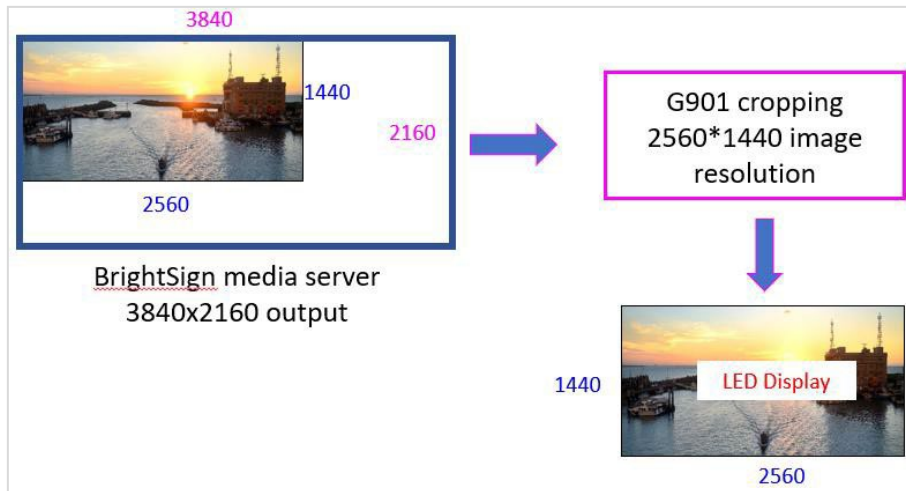 3840
1440
2160
2560
BrightSign media server
3840x2160 output
G901 cropping
2560*1440 image
resolution
LED Display
1440
2560